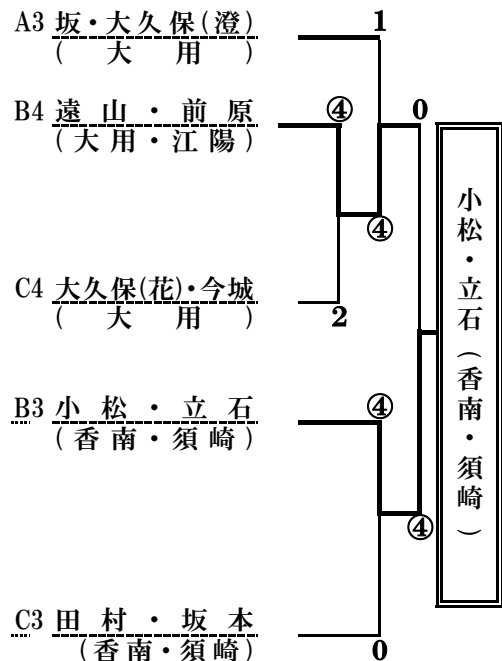 A3 坂・大久保(澄)
(大用)
1
B4 遠山・前原
(大用・江陽)
④
0
④
C4 大久保(花)・今城
(大用)
2
B3 小松・立石
(香南・須崎)
④
④
C3 田村・坂本
(香南・須崎)
0
小松・立石(香南・須崎)